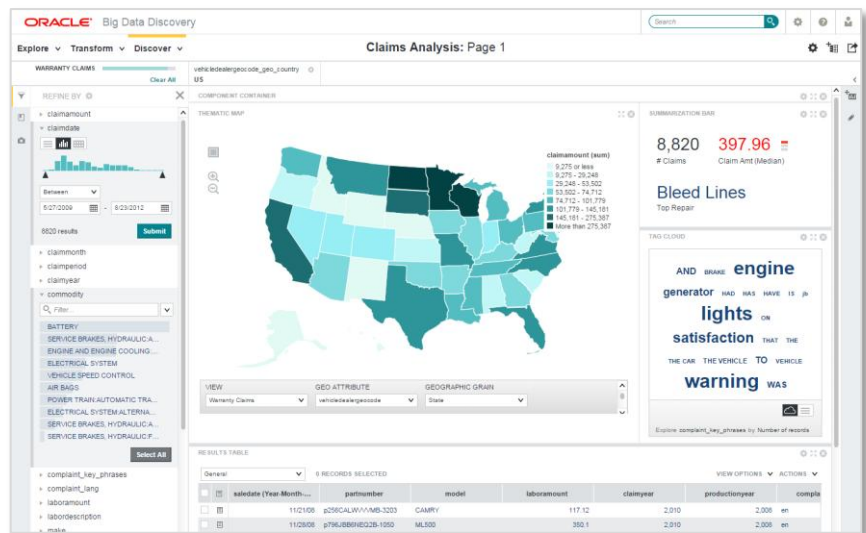 ORACLE Big Data Discovery
Search
Explore Transform Discover
Claims Analysis: Page 1
WARRANTY CLAIMS
Clear All
vehicledealergeocode_geo_country
US
REFINE BY
COMPONENT CONTAINER
claimamount
claimdate
Between
5/27/2009 - 8/23/2012
8820 results
Submit
claimmonth
claimperiod
claimyear
commodity
Filter...
BATTERY
SERVICE BRAKES, HYDRAULIC:A...
ENGINE AND ENGINE COOLING:...
ELECTRICAL SYSTEM
VEHICLE SPEED CONTROL
AIR BAGS
POWER TRAIN:AUTOMATIC TRA...
ELECTRICAL SYSTEM:ALTERNA...
SERVICE BRAKES, HYDRAULIC:A...
SERVICE BRAKES, HYDRAULIC:F...
Select All
complaint_key_phrases
complaint_lang
laboramount
labordescription
make
THEMATIC MAP
claimamount (sum)
9,275 or less
9,275 - 29,248
29,248 - 53,502
53,502 - 74,712
74,712 - 101,779
101,779 - 145,181
145,181 - 275,387
More than 275,387
VIEW GEO ATTRIBUTE GEOGRAPHIC GRAIN
Warranty Claims vehicledealergeocode State
SUMMARIZATION BAR
8,820 397.96
# Claims Claim Amt (Median)
Bleed Lines
Top Repair
TAG CLOUD
AND BRAKE engine
generator HAD HAS HAVE IS jb
lights ON
satisfaction THAT THE
THE CAR THE VEHICLE TO VEHICLE
warning WAS
Explore complaint_key_phrases by Number of records
RESULTS TABLE
General 0 RECORDS SELECTED VIEW OPTIONS ACTIONS
saledate (Year-Month-... partnumber model laboramount claimyear productionyear compla
11/21/08 CAMRY 117.12 2,010 2,008 en
11/28/08 ML500 350.1 2,010 2,008 en